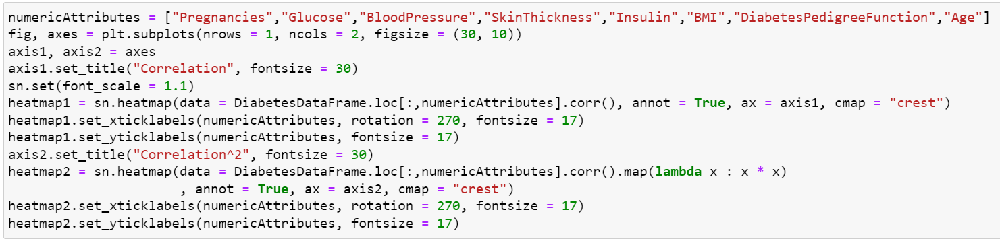 numericAttributes = ["Pregnancies","Glucose","BloodPressure","SkinThickness","Insulin","BMI","DiabetesPedigreeFunction","Age"]
fig, axes = plt.subplots(nrows = 1, ncols = 2, figsize = (30, 10))
axis1, axis2 = axes
axis1.set_title("Correlation", fontsize = 30)
sn.set(font_scale = 1.1)
heatmap1 = sn.heatmap(data = DiabetesDataFrame.loc[:,numericAttributes].corr(), annot = True, ax = axis1, cmap = "crest")
heatmap1.set_xticklabels(numericAttributes, rotation = 270, fontsize = 17)
heatmap1.set_yticklabels(numericAttributes, fontsize = 17)
axis2.set_title("Correlation^2", fontsize = 30)
heatmap2 = sn.heatmap(data = DiabetesDataFrame.loc[:,numericAttributes].corr().map(lambda x : x * x)
                      , annot = True, ax = axis2, cmap = "crest")
heatmap2.set_xticklabels(numericAttributes, rotation = 270, fontsize = 17)
heatmap2.set_yticklabels(numericAttributes, fontsize = 17)